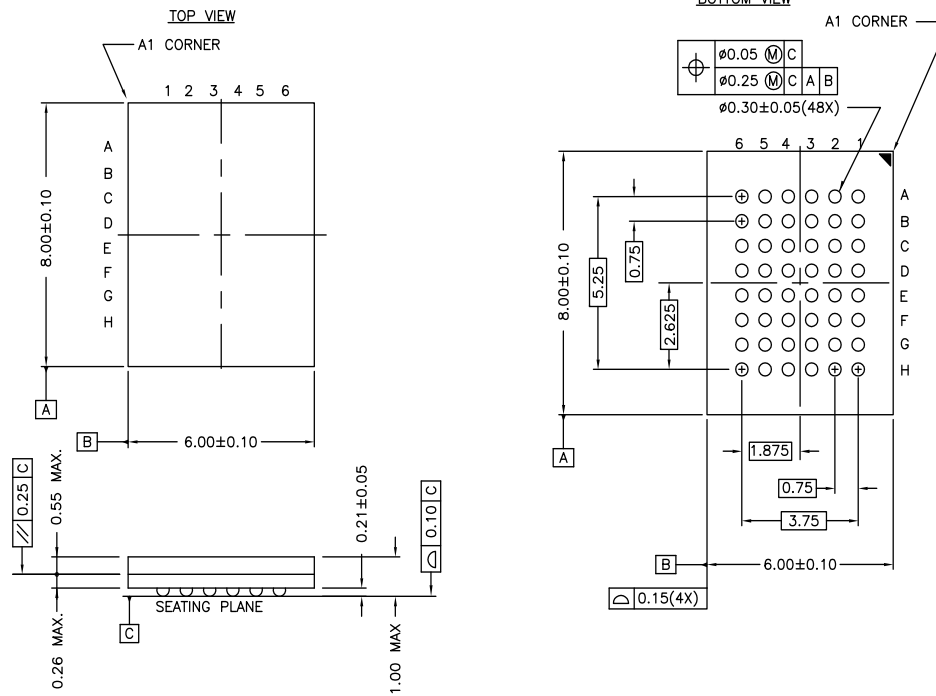 TOP VIEW
A1 CORNER
1 2 3 4 5 6
A
B
C
D
E
F
G
H
8.00±0.10
A
B
6.00±0.10
// 0.25 C
0.55 MAX.
0.21±0.05
0.10 C
SEATING PLANE
C
0.26 MAX.
1.00 MAX
BOTTOM VIEW
A1 CORNER
ø0.05 Ⓜ C
ø0.25 Ⓜ C A B
ø0.30±0.05(48X)
6 5 4 3 2 1
A
B
C
D
E
F
G
H
8.00±0.10
5.25
0.75
2.625
A
1.875
0.75
3.75
B
6.00±0.10
0.15(4X)